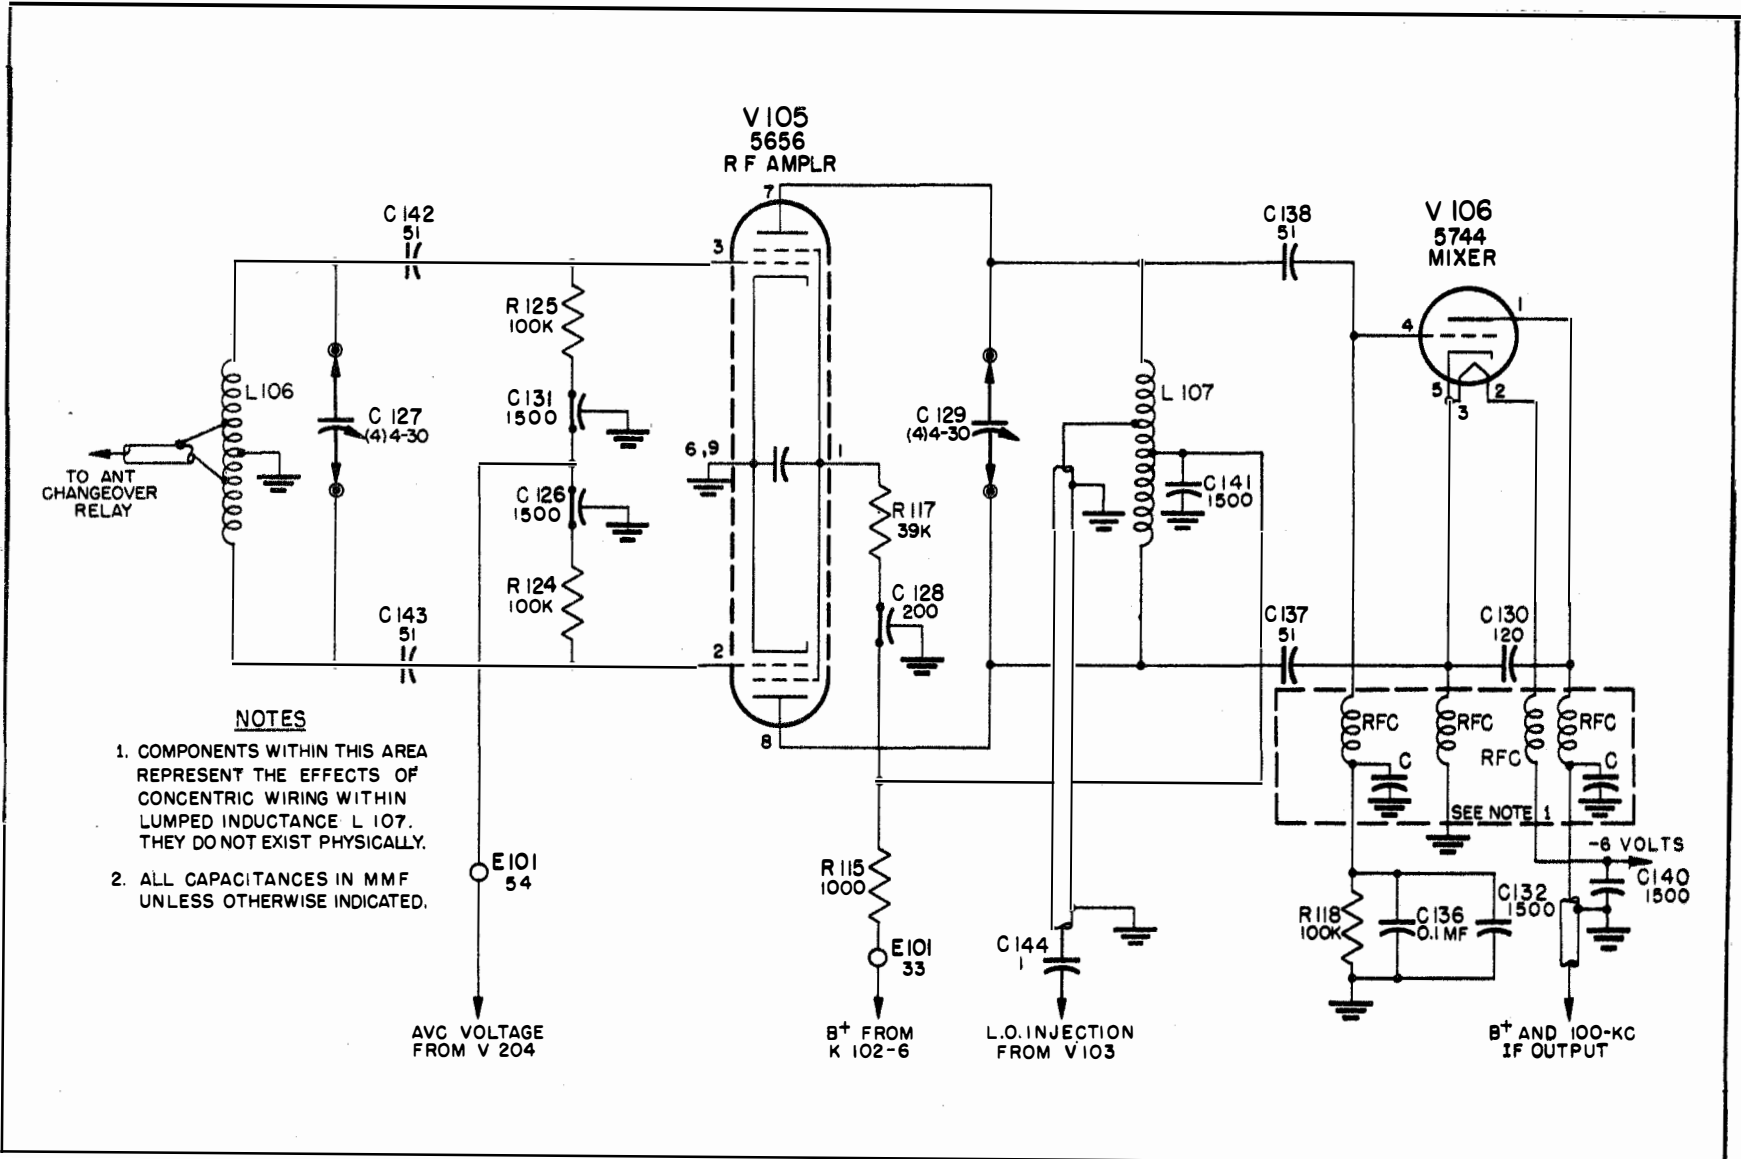 V 105
5656
R F AMPLR
7
C 142
51
3
C 138
51
V 106
5744
MIXER
1
4
5
3
2
R 125
100K
L 106
C 131
1500
C 127
(4) 4-30
C 129
(4) 4-30
L 107
6,9
1
TO ANT
CHANGEOVER
RELAY
C 126
1500
R 117
39K
C 141
1500
R 124
100K
C 128
200
C 143
51
2
C 137
51
C 130
120
8
RFC
RFC
RFC
RFC
C
C
SEE NOTE 1
NOTES
1. COMPONENTS WITHIN THIS AREA
REPRESENT THE EFFECTS OF
CONCENTRIC WIRING WITHIN
LUMPED INDUCTANCE L 107.
THEY DO NOT EXIST PHYSICALLY.
2. ALL CAPACITANCES IN MMF
UNLESS OTHERWISE INDICATED.
E101
54
R 115
1000
E101
33
C 144
1
R 118
100K
C 136
0.1 MF
C 132
1500
-6 VOLTS
C 140
1500
AVC VOLTAGE
FROM V 204
B+ FROM
K 102-6
L.O. INJECTION
FROM V 103
B+ AND 100-KC
IF OUTPUT